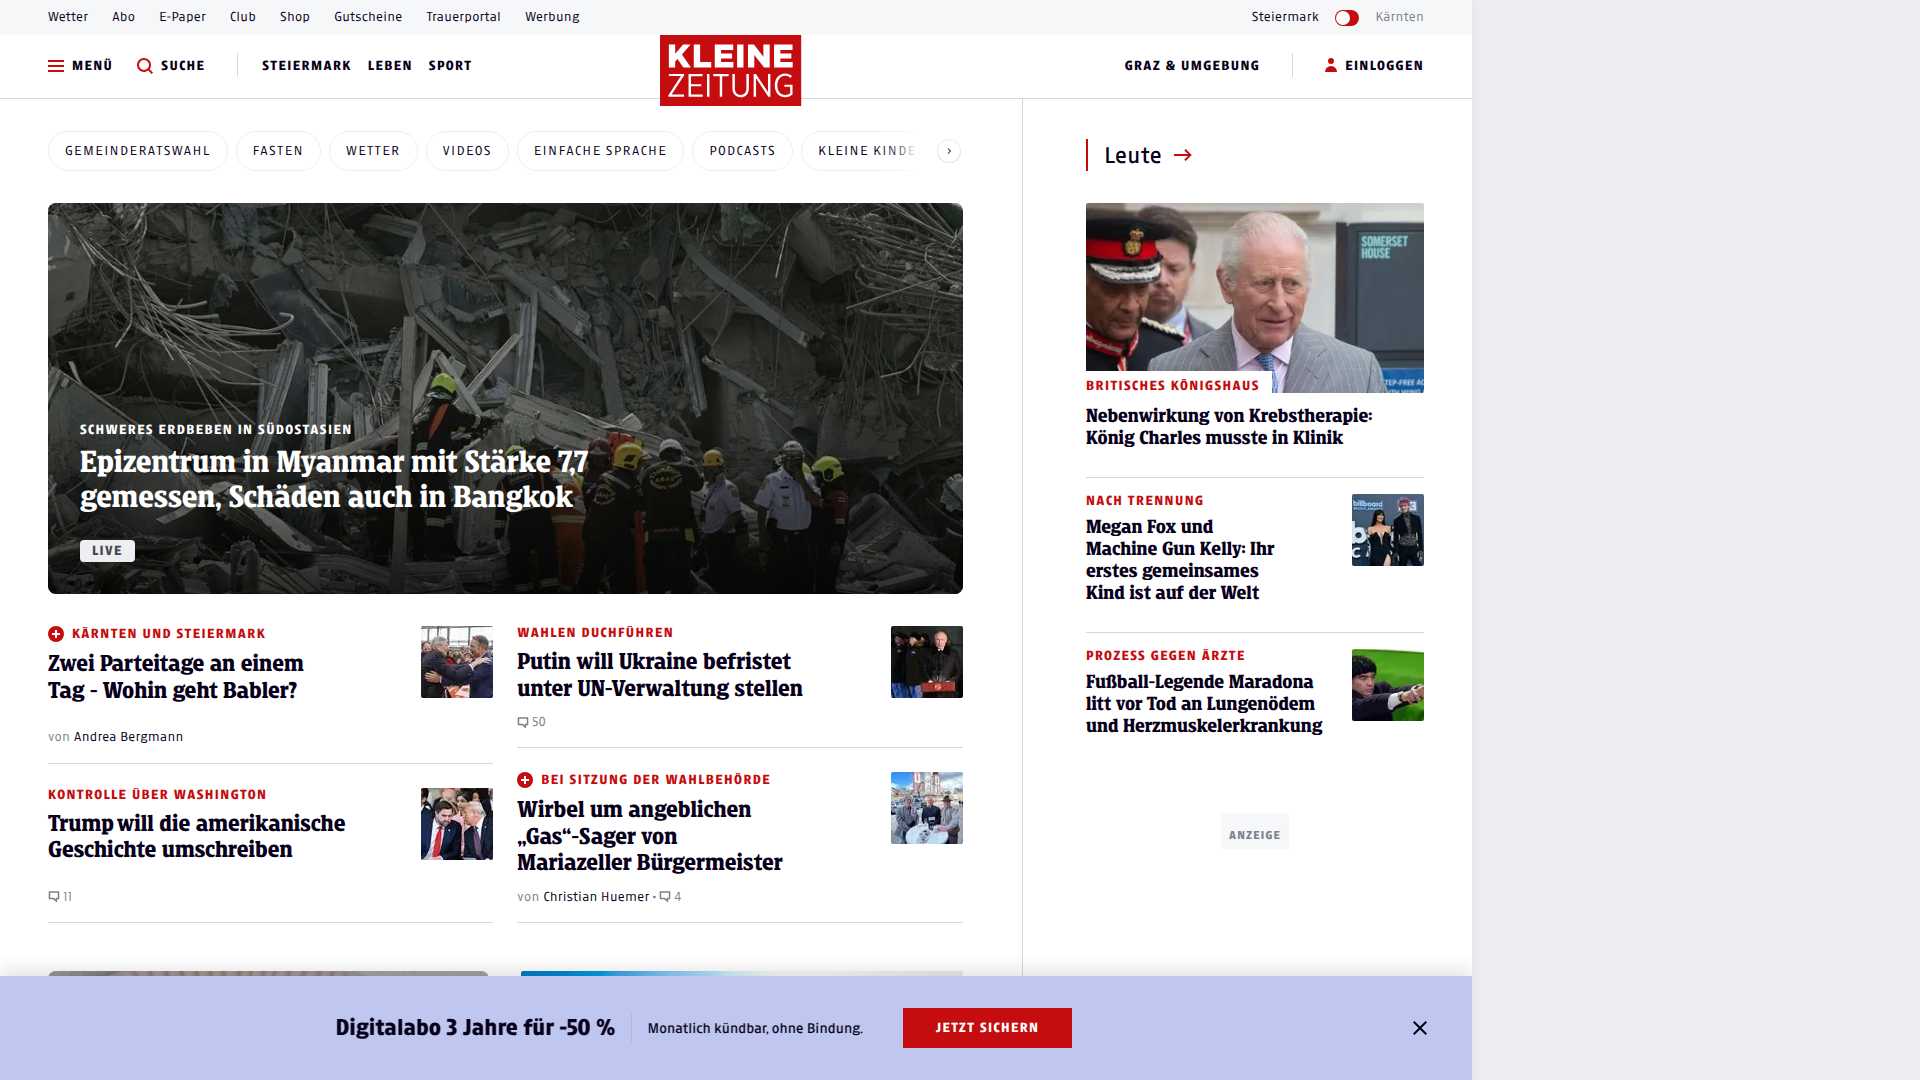 Wetter Abo E-Paper Club Shop Gutscheine Trauerportal Werbung Steiermark Kärnten
MENÜ SUCHE STEIERMARK LEBEN SPORT KLEINE ZEITUNG GRAZ & UMGEBUNG EINLOGGEN
GEMEINDERATSWAHL FASTEN WETTER VIDEOS EINFACHE SPRACHE PODCASTS KLEINE KINDE
SCHWERES ERDBEBEN IN SÜDOSTASIEN
Epizentrum in Myanmar mit Stärke 7,7
gemessen, Schäden auch in Bangkok
LIVE
KÄRNTEN UND STEIERMARK
Zwei Parteitage an einem
Tag - Wohin geht Babler?
von Andrea Bergmann
KONTROLLE ÜBER WASHINGTON
Trump will die amerikanische
Geschichte umschreiben
11
WAHLEN DUCHFÜHREN
Putin will Ukraine befristet
unter UN-Verwaltung stellen
50
BEI SITZUNG DER WAHLBEHÖRDE
Wirbel um angeblichen
„Gas“-Sager von
Mariazeller Bürgermeister
von Christian Huemer · 4
Leute
SOMERSET
HOUSE
BRITISCHES KÖNIGSHAUS
Nebenwirkung von Krebstherapie:
König Charles musste in Klinik
NACH TRENNUNG
Megan Fox und
Machine Gun Kelly: Ihr
erstes gemeinsames
Kind ist auf der Welt
billboard
PROZESS GEGEN ÄRZTE
Fußball-Legende Maradona
litt vor Tod an Lungenödem
und Herzmuskelerkrankung
ANZEIGE
Digitalabo 3 Jahre für -50 % Monatlich kündbar, ohne Bindung. JETZT SICHERN